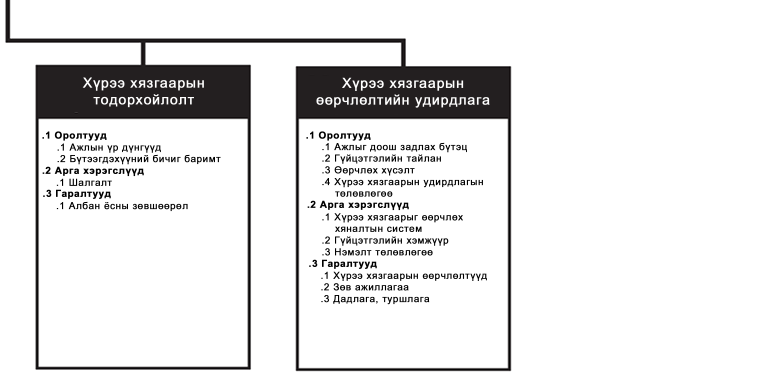 Хүрээ хязгаарын
тодорхойлолт
.1 Оролтууд
.1 Ажлын үр дүнгүүд
.2 Бүтээгдэхүүний бичиг баримт
.2 Арга хэрэгслүүд
.1 Шалгалт
.3 Гаралтууд
.1 Албан ёсны зөвшөөрөл
Хүрээ хязгаарын
өөрчлөлтийн удирдлага
.1 Оролтууд
.1 Ажлыг доош задлах бүтэц
.2 Гүйцэтгэлийн тайлан
.3 Өөрчлөх хүсэлт
.4 Хүрээ хязгаарын удирдлагын
төлөвлөгөө
.2 Арга хэрэгслүүд
.1 Хүрээ хязгаарыг өөрчлөх
хяналтын систем
.2 Гүйцэтгэлийн хэмжүүр
.3 Нэмэлт төлөвлөгөө
.3 Гаралтууд
.1 Хүрээ хязгаарын өөрчлөлтүүд
.2 Зөв ажиллагаа
.3 Дадлага, туршлага